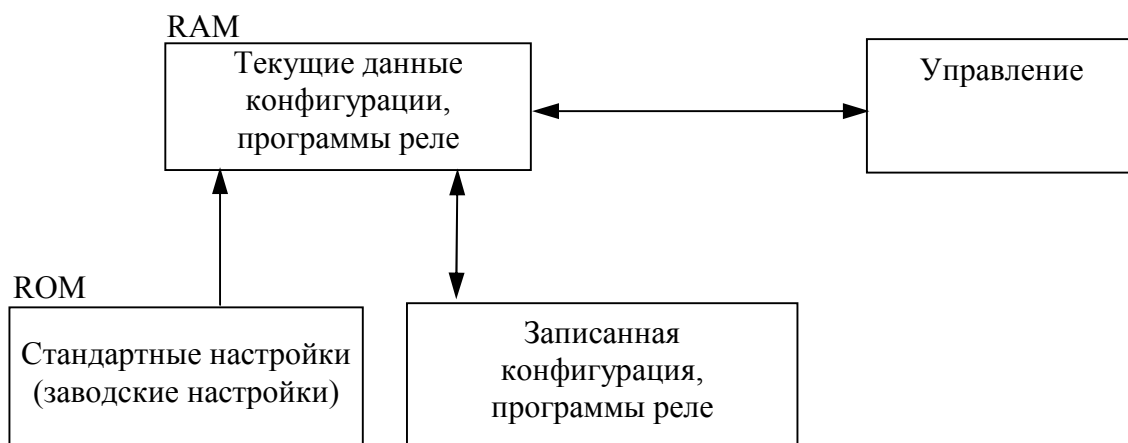 RAM
Текущие данные
конфигурации,
программы реле
Управление
ROM
Стандартные настройки
(заводские настройки)
Записанная
конфигурация,
программы реле